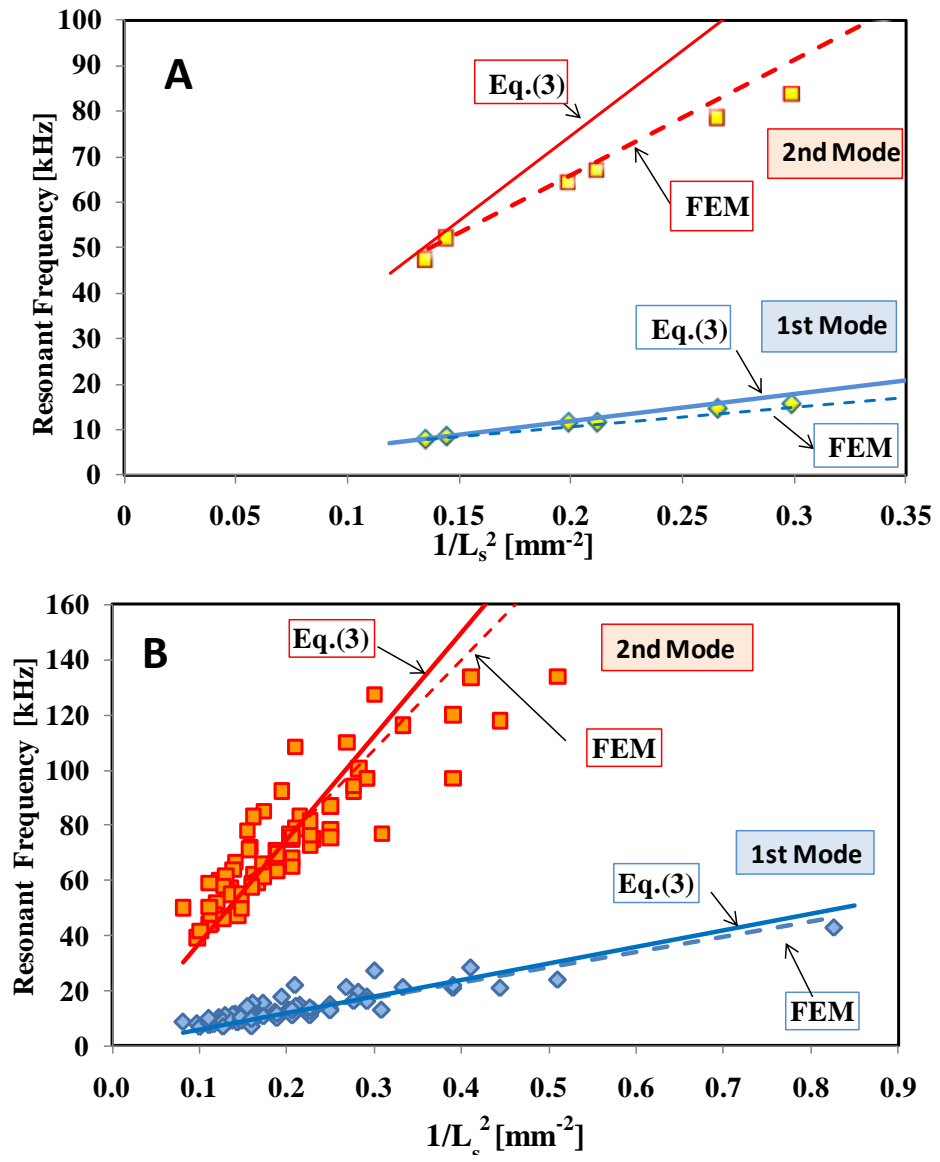 A
Resonant Frequency [kHz]
100
90
80
70
60
50
40
30
20
10
0
Eq.(3)
2nd Mode
FEM
Eq.(3)
1st Mode
FEM
0 0.05 0.1 0.15 0.2 0.25 0.3 0.35
1/Ls² [mm⁻²]
B
Resonant Frequency [kHz]
160
140
120
100
80
60
40
20
0
Eq.(3)
2nd Mode
FEM
1st Mode
Eq.(3)
FEM
0.0 0.1 0.2 0.3 0.4 0.5 0.6 0.7 0.8 0.9
1/Ls² [mm⁻²]